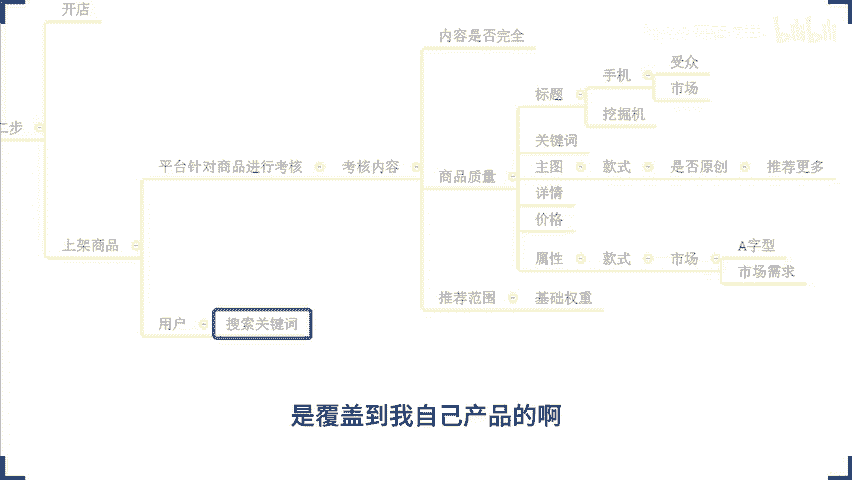 开店
内容是否完全
受众
手机
市场
标题
挖掘机
二步
关键词
平台针对商品进行考核
考核内容
主图
款式
是否原创
推荐更多
商品质量
详情
价格
上架商品
A字型
属性
款式
市场
市场需求
推荐范围
基础权重
用户
搜索关键词
是覆盖到我自己产品的啊
bilibili